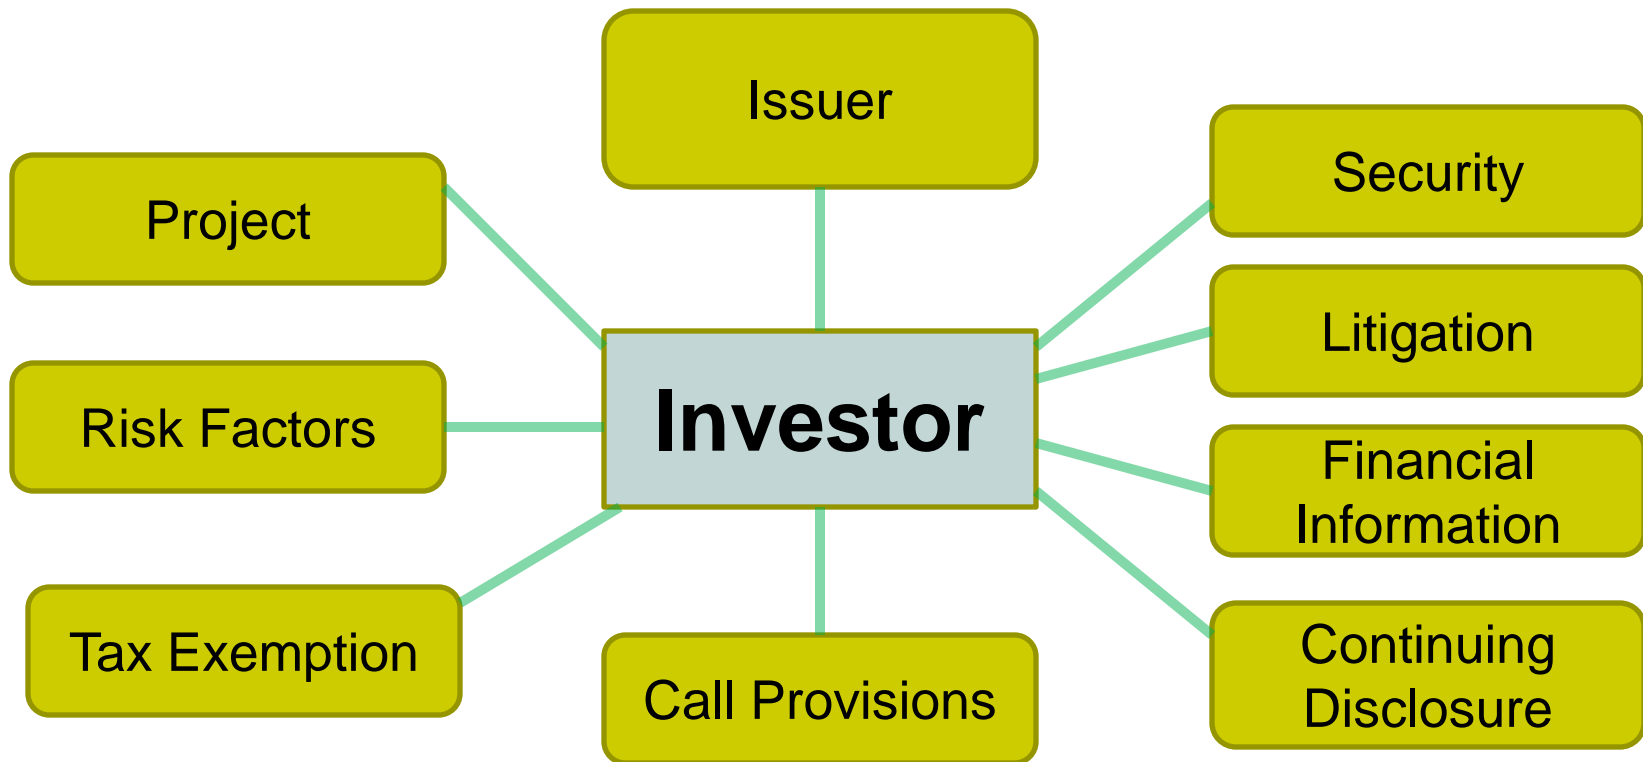 Issuer
Security
Project
Litigation
Investor
Risk Factors
Financial
Information
Tax Exemption
Continuing
Disclosure
Call Provisions